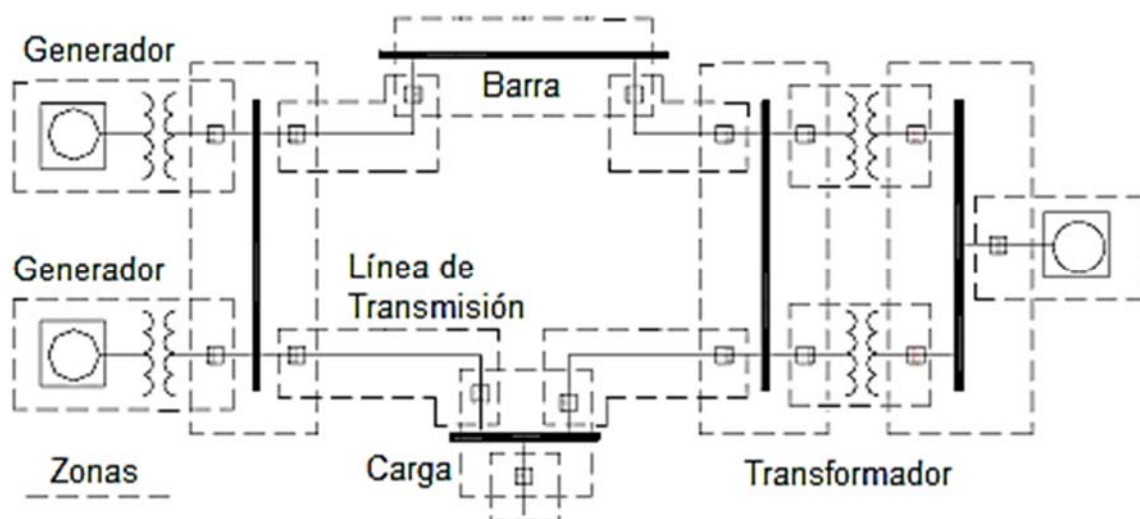 Generador
Barra
Generador
Línea de
Transmisión
Carga
Zonas
Transformador